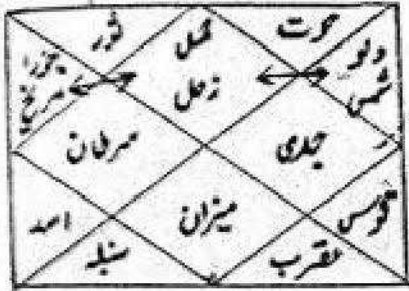 حوت
حمل
ثور
دلو
شمس
زحل
جوزا
مریخ
جدی
سرطان
قوس
میزان
اسد
عقرب
سنبلہ